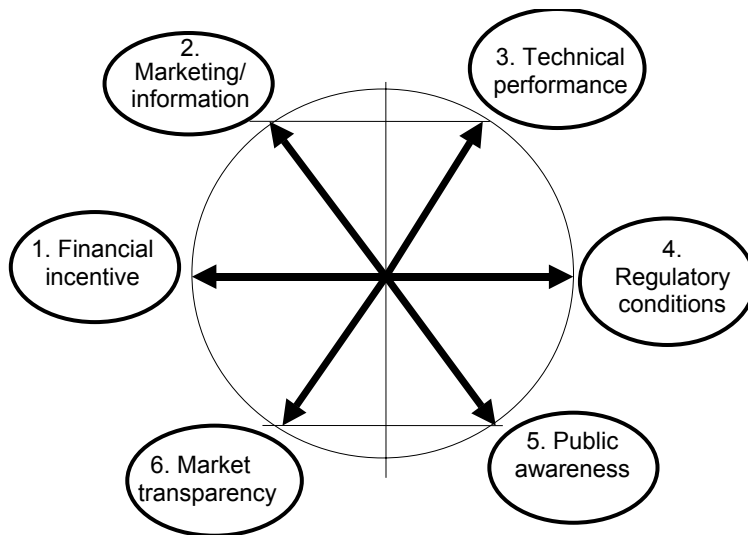 2.
Marketing/
information
3. Technical
performance
1. Financial
incentive
4.
Regulatory
conditions
6. Market
transparency
5. Public
awareness